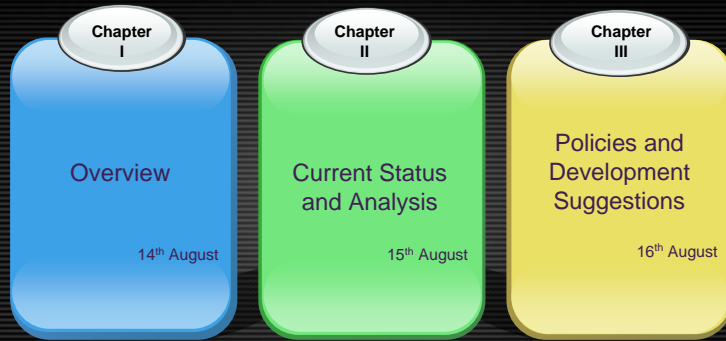 Chapter
I
Overview
14th August
Chapter
II
Current Status
and Analysis
15th August
Chapter
III
Policies and
Development
Suggestions
16th August